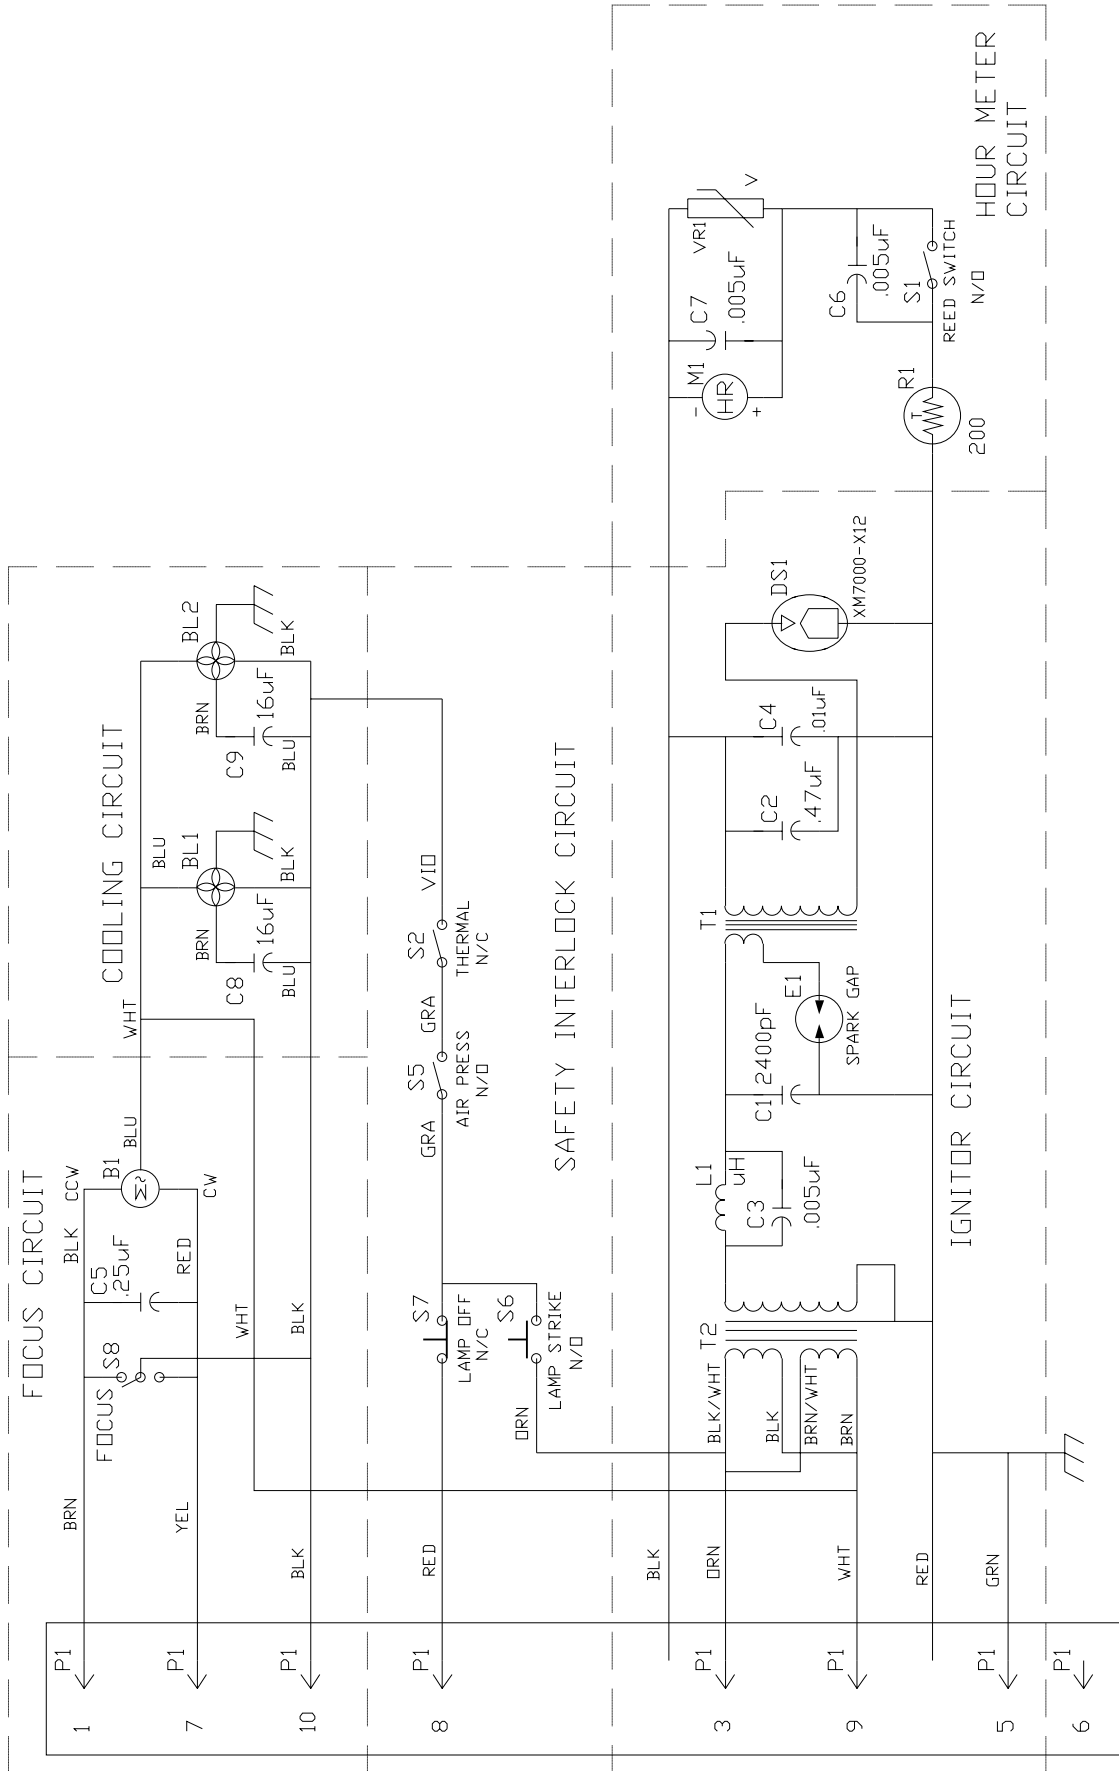 FOCUS CIRCUIT
COOLING CIRCUIT
FOCUS
S8
C5
.25uF
BLK
CCW
B1
CW
RED
BLU
WHT
BLU
BRN
C8
16uF
BLU
BL1
BLK
BRN
C9
16uF
BLU
BL2
BLK
BRN
YEL
BLK
WHT
BLK
SAFETY INTERLOCK CIRCUIT
RED
S7
LAMP OFF
N/C
S6
LAMP STRIKE
N/O
ORN
GRA
S5
AIR PRESS
N/O
GRA
S2
THERMAL
N/C
VIO
IGNITOR CIRCUIT
BLK
ORN
WHT
RED
GRN
BLK/WHT
BLK
BRN/WHT
BRN
T2
L1
uH
C3
.005uF
C1
2400pF
E1
SPARK GAP
T1
C2
.47uF
C4
.01uF
DS1
XM7000-X12
HOUR METER
CIRCUIT
M1
HR
-
+
C7
.005uF
VR1
V
C6
.005uF
S1
REED SWITCH
N/O
R1
T
200
P1
1
P1
7
P1
10
P1
8
P1
3
P1
9
P1
5
P1
6